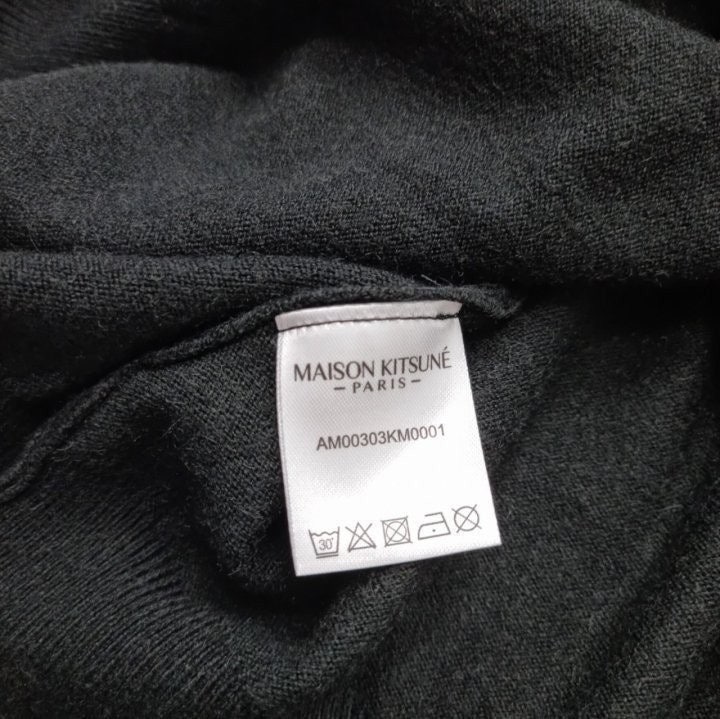 MAISON KITSUNÉ
- PARIS -
AM00303KM0001
30°